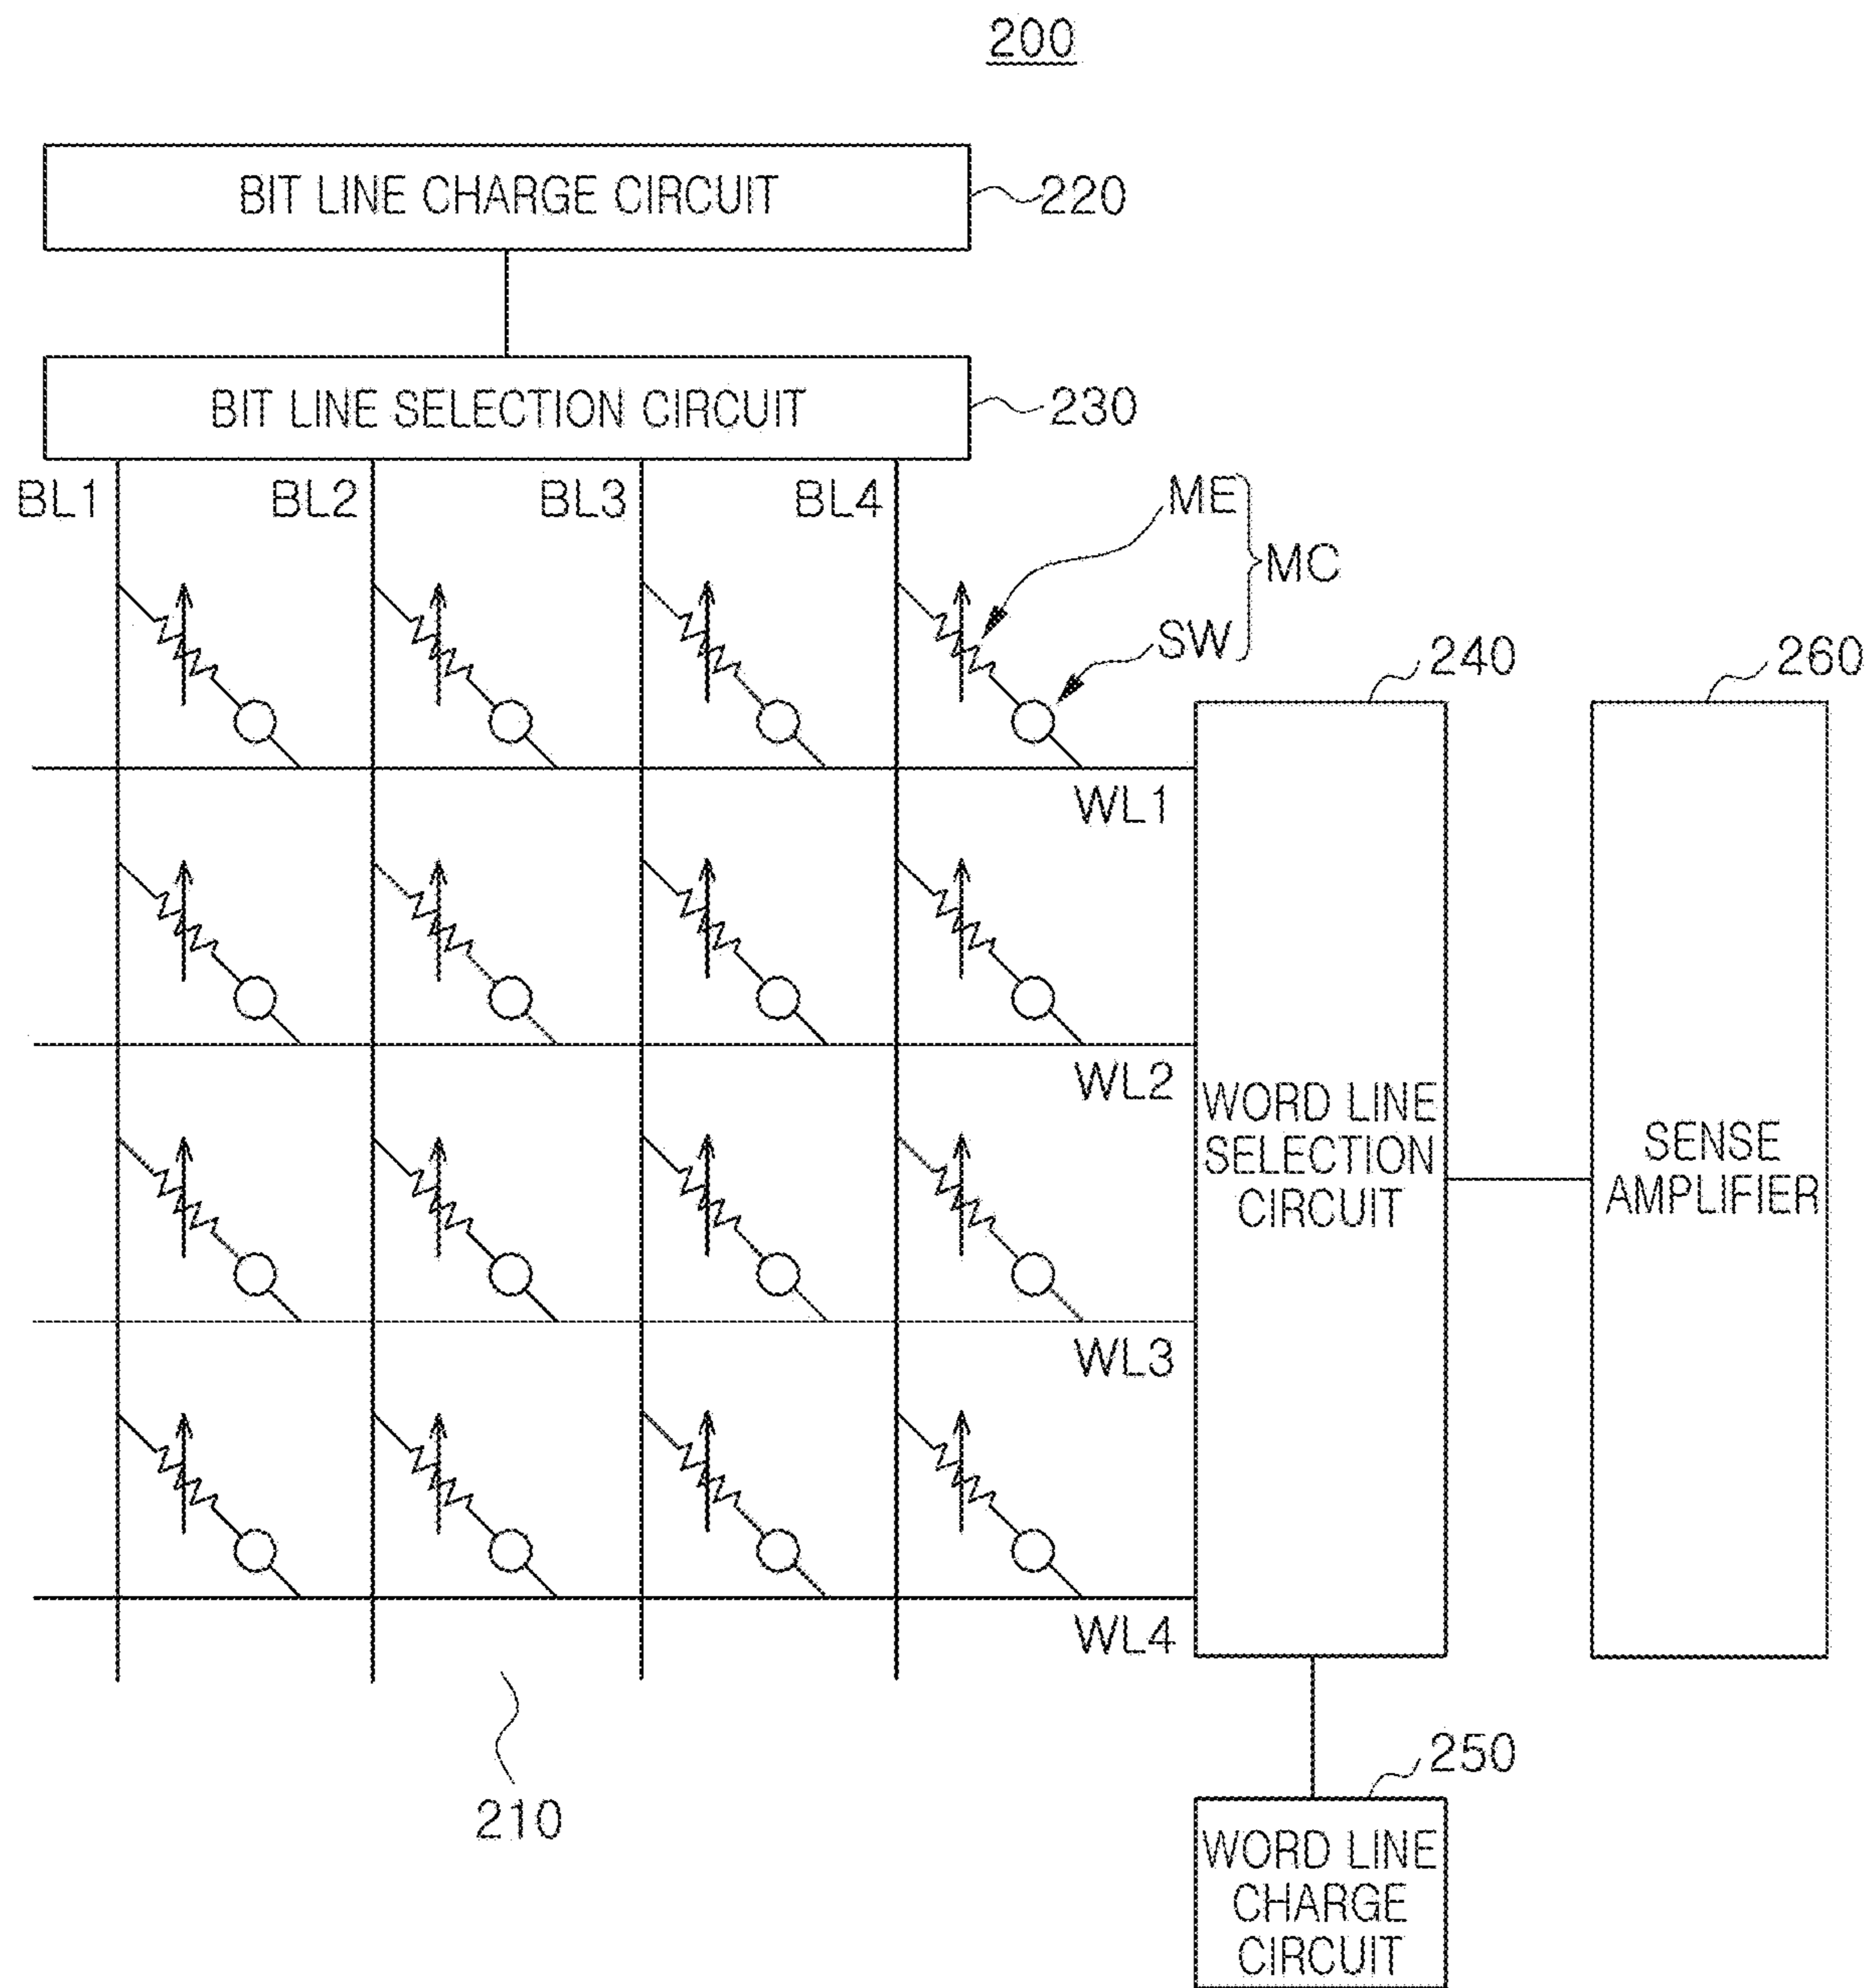 200
BIT LINE CHARGE CIRCUIT
220
BIT LINE SELECTION CIRCUIT
230
BL1
BL2
BL3
BL4
ME
MC
SW
240
260
WL1
WL2
WORD LINE
SELECTION
CIRCUIT
SENSE
AMPLIFIER
WL3
WL4
210
250
WORD LINE
CHARGE
CIRCUIT